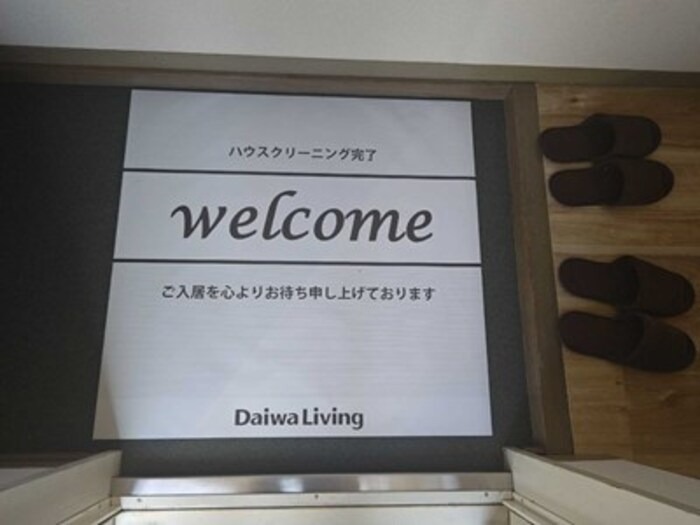 ハウスクリーニング完了
welcome
ご入居を心よりお待ち申し上げております
Daiwa Living